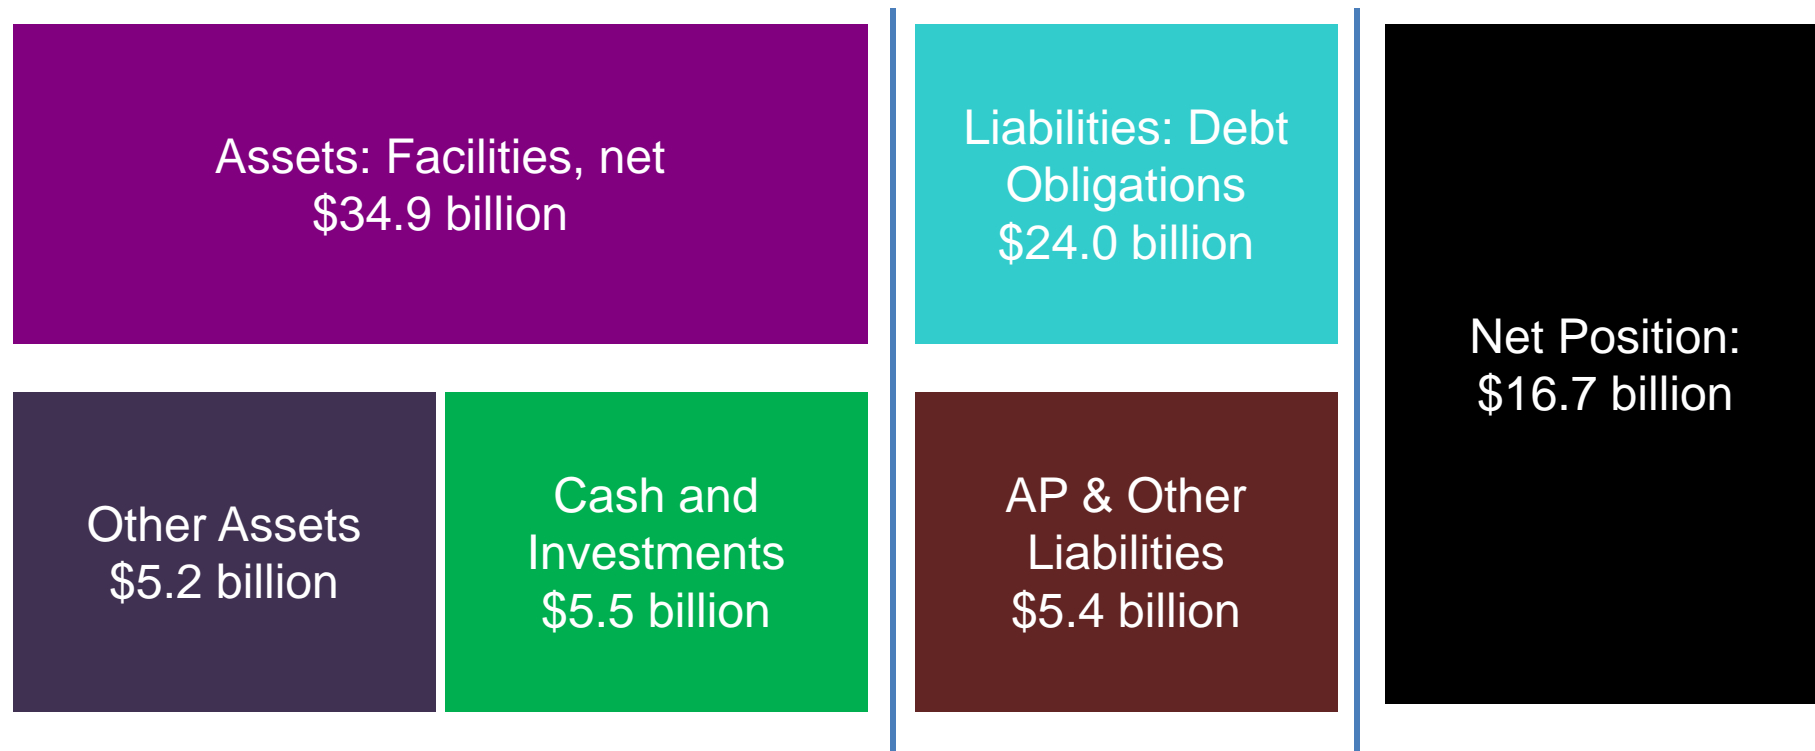 Assets: Facilities, net
$34.9 billion
Other Assets
$5.2 billion
Cash and
Investments
$5.5 billion
Liabilities: Debt
Obligations
$24.0 billion
AP & Other
Liabilities
$5.4 billion
Net Position:
$16.7 billion